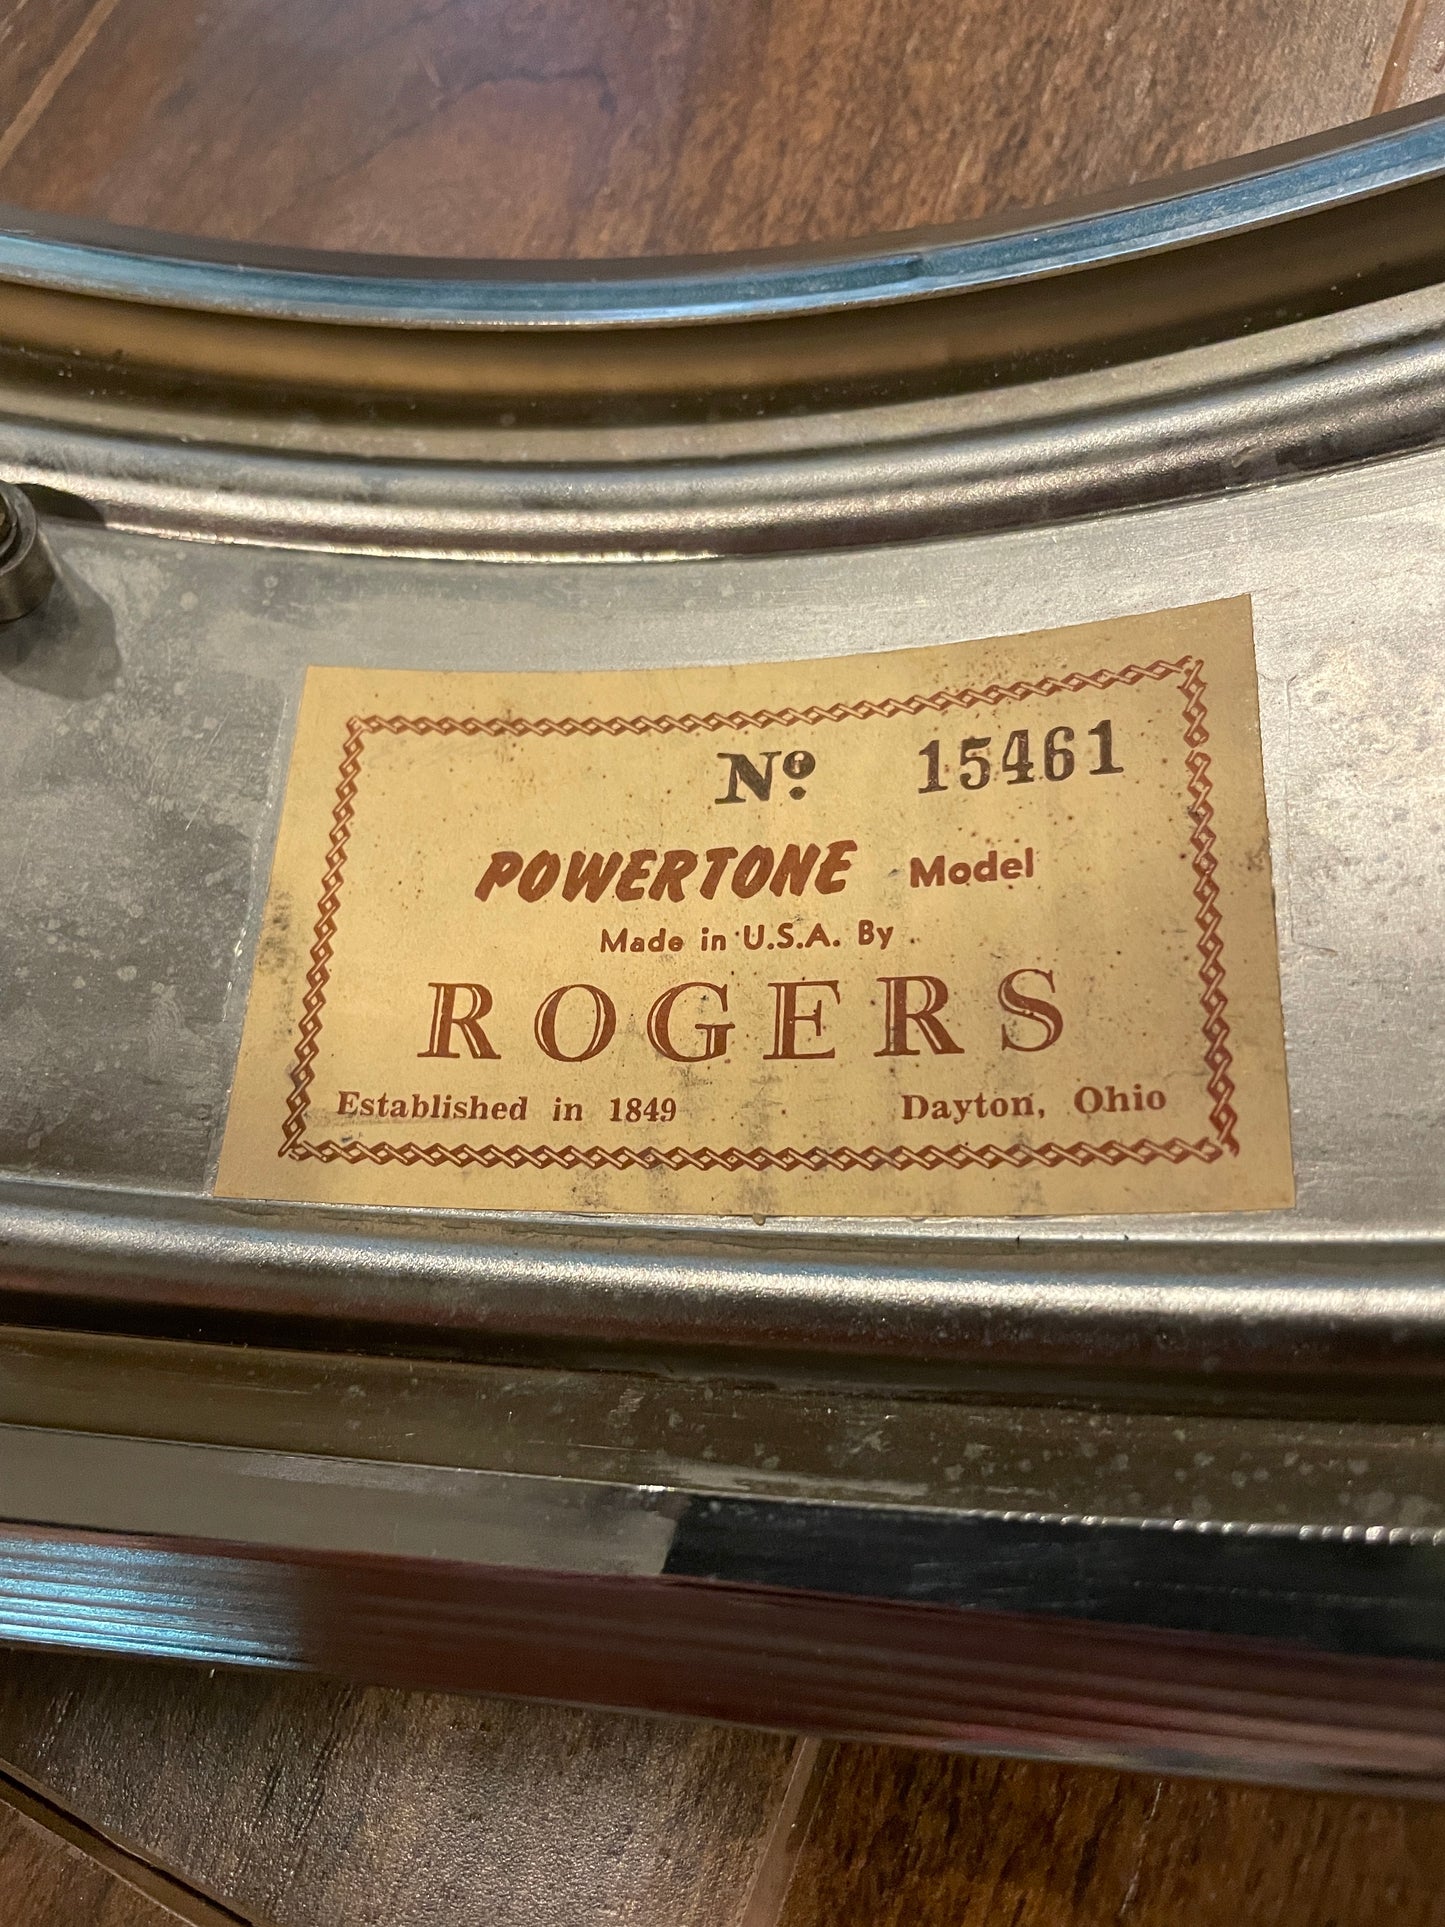 Nº 15461
POWERTONE Model
Made in U.S.A. By
ROGERS
Established in 1849 Dayton, Ohio